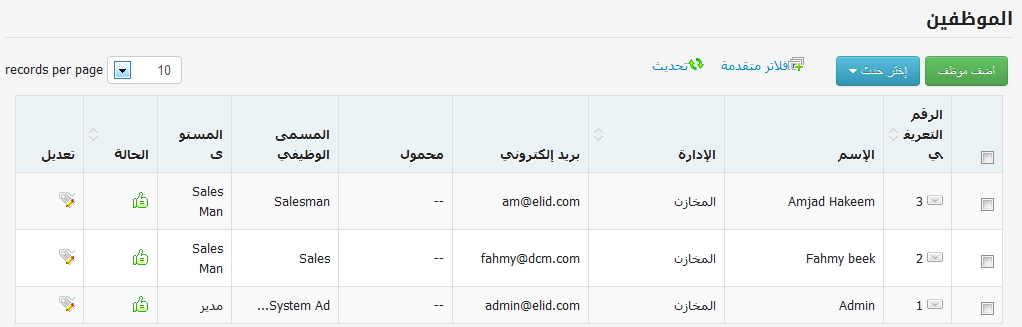 الموظفين
أضف موظف
إختر حدث
فلاتر متقدمة
تحديث
10 records per page
الرقم
التعريف
ي
الإسم
الإدارة
بريد إلكتروني
محمول
المسمى
الوظيفي
المستو
ى
الحالة
تعديل
3 Amjad Hakeem المخازن am@elid.com -- Salesman Sales
Man
2 Fahmy beek المخازن fahmy@dcm.com -- Sales Sales
Man
1 Admin المخازن admin@elid.com -- System Ad... مدير